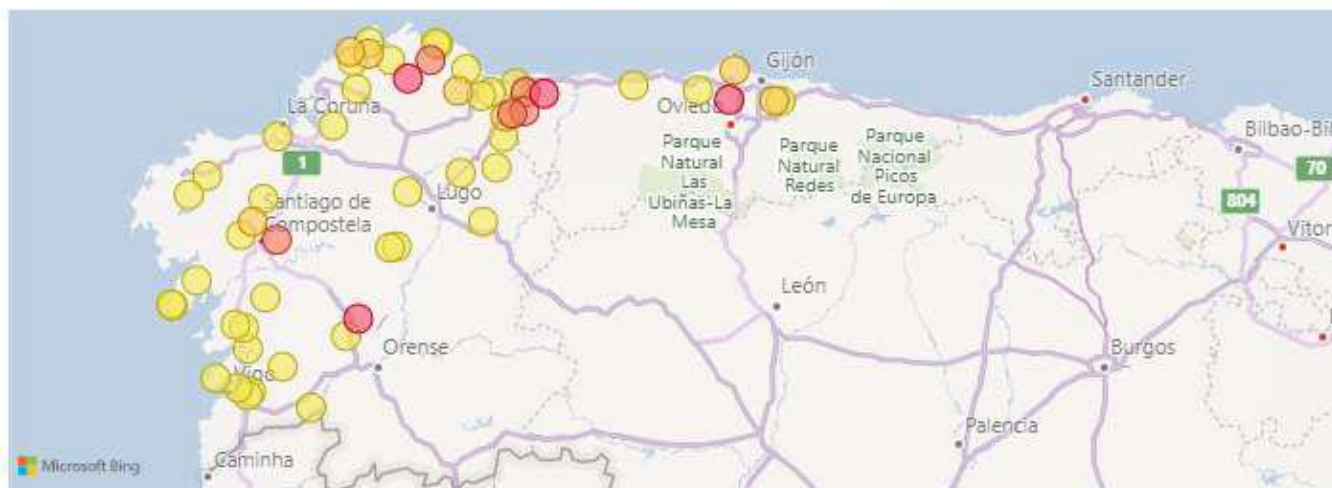 Gijón
Santander
La Coruña
Oviedo
Bilbao-Bil
Parque
Natural
Las
Ubiñas-La
Mesa
Parque
Natural
Redes
Parque
Nacional
Picos
de Europa
1
70
804
Lugo
Santiago de
Compostela
Vitor
León
Orense
Burgos
Vigo
Palencia
Caminha
Microsoft Bing